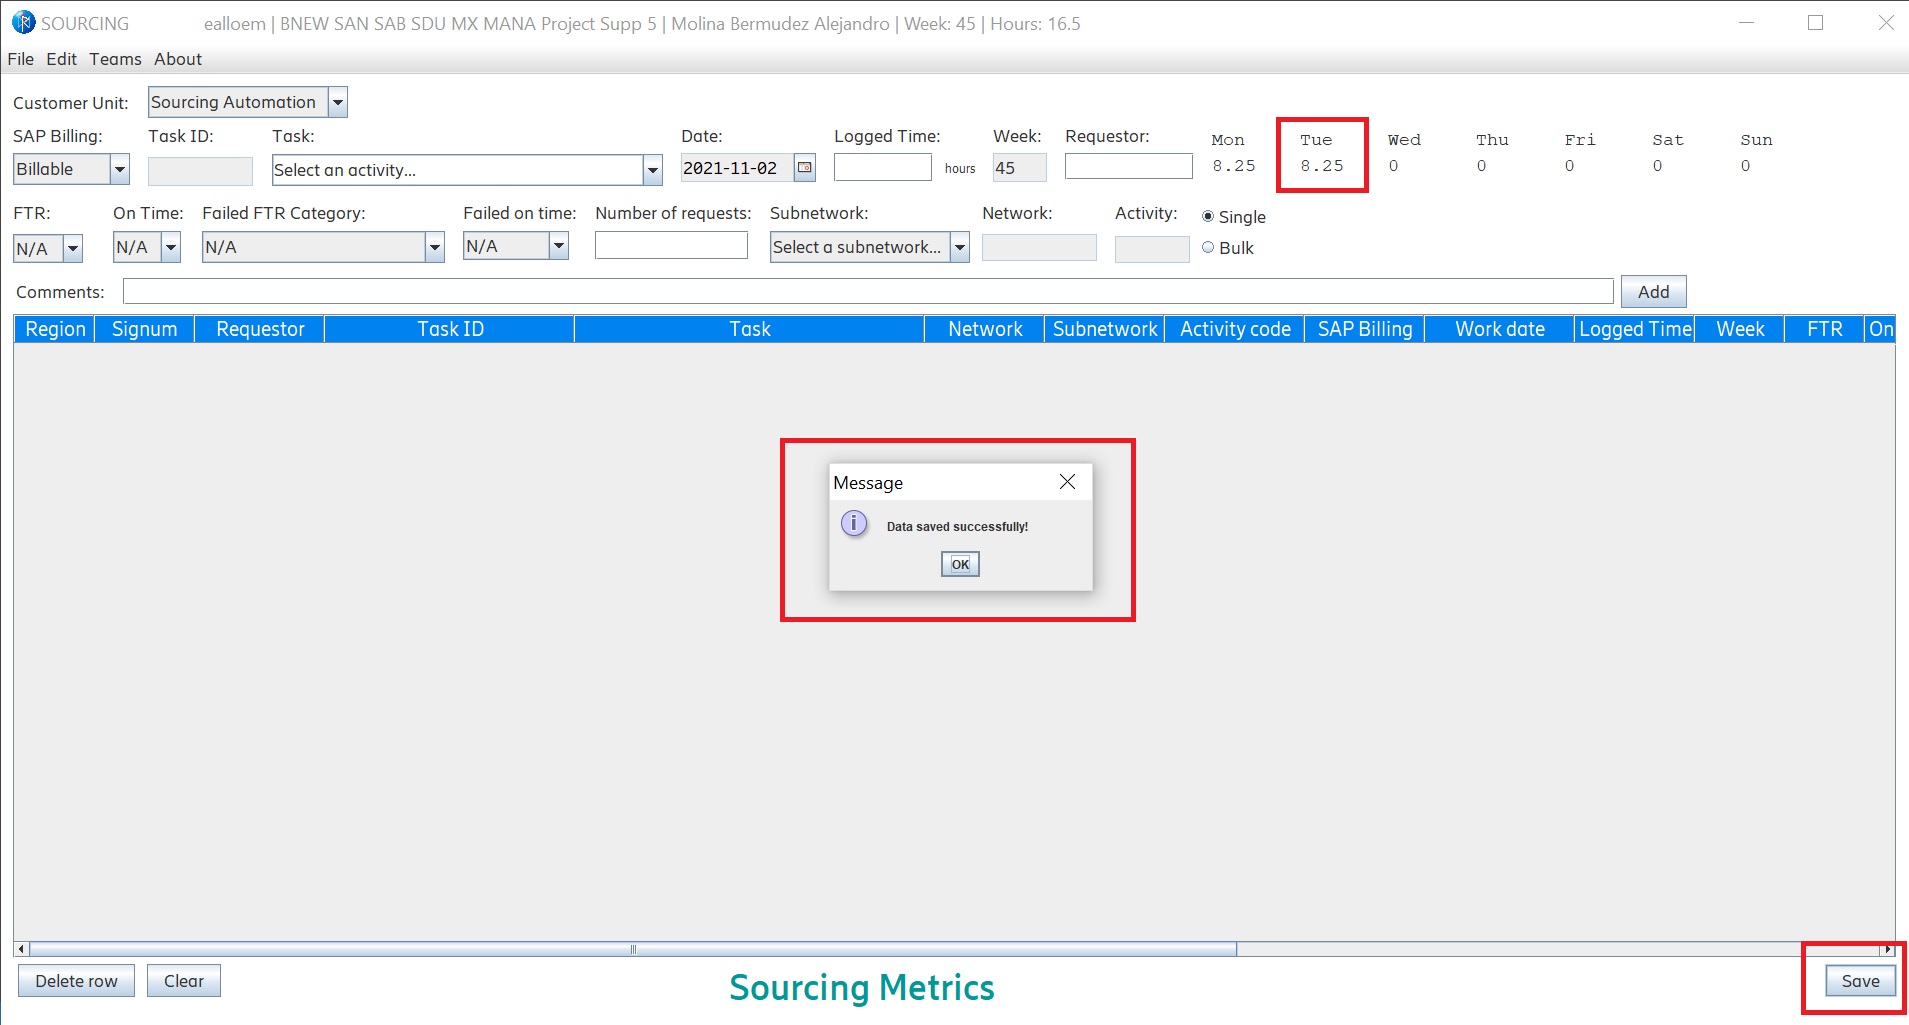 SOURCING ealloem | BNEW SAN SAB SDU MX MANA Project Supp 5 | Molina Bermudez Alejandro | Week: 45 | Hours: 16.5
File Edit Teams About
Customer Unit: Sourcing Automation
SAP Billing: Task ID: Task: Date: Logged Time: Week: Requestor: Mon Tue Wed Thu Fri Sat Sun
Billable Select an activity... 2021-11-02 hours 45 8.25 8.25 0 0 0 0 0
FTR: On Time: Failed FTR Category: Failed on time: Number of requests: Subnetwork: Network: Activity: Single
N/A N/A N/A N/A Select a subnetwork... Bulk
Comments: Add
Region Signum Requestor Task ID Task Network Subnetwork Activity code SAP Billing Work date Logged Time Week FTR On
Message
i Data saved successfully!
OK
Delete row Clear Sourcing Metrics Save